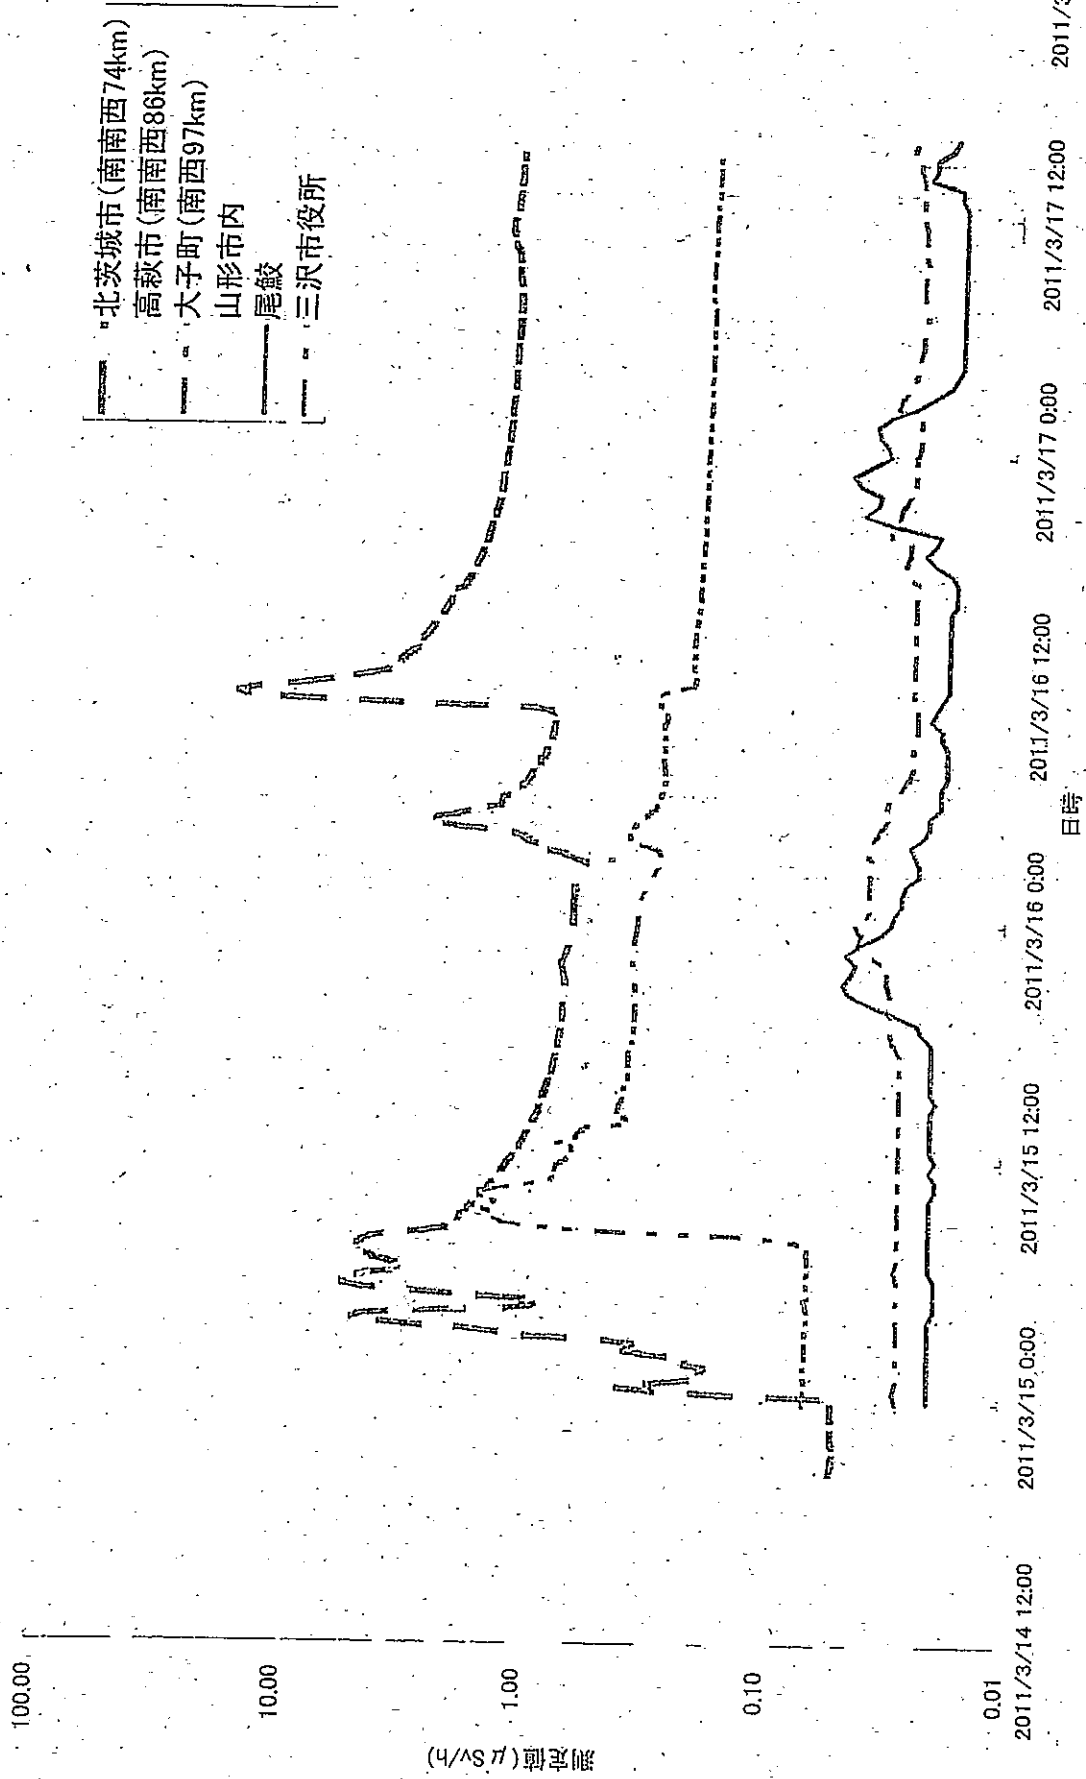 北茨城市(南南西74km)
高萩市(南南西86km)
大子町(南西97km)
山形市内
尾鮫
三沢市役所
測定値(μSv/h)
100.00
10.00
1.00
0.10
0.01
2011/3/14 12:00
2011/3/15 0:00
2011/3/15 12:00
2011/3/16 0:00
2011/3/16 12:00
2011/3/17 0:00
2011/3/17 12:00
2011/3
日時